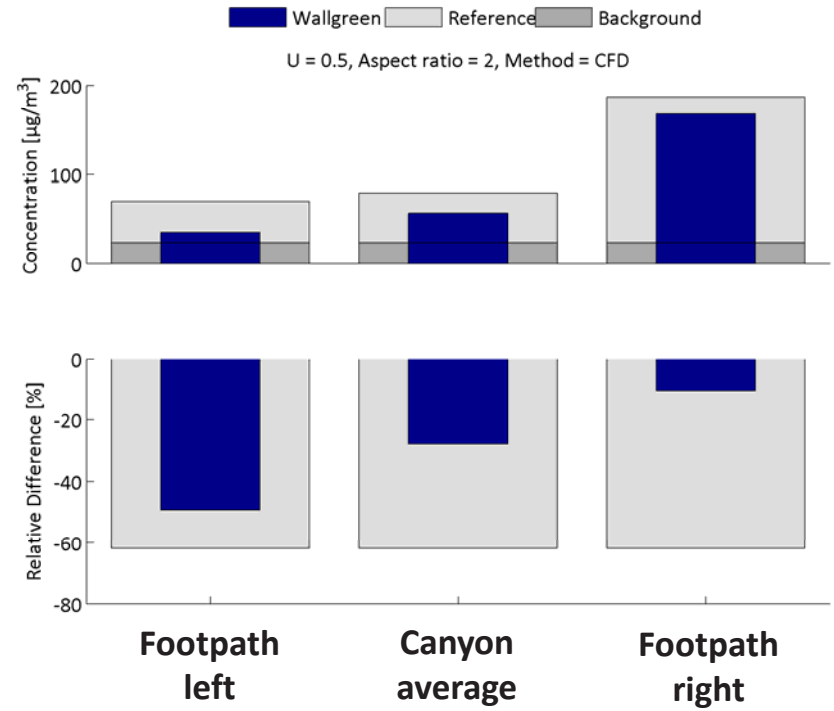 Wallgreen Reference Background
U = 0.5, Aspect ratio = 2, Method = CFD
Concentration [µg/m³]
200
100
0
Relative Difference [%]
0
-20
-40
-60
-80
Footpath left
Canyon average
Footpath right